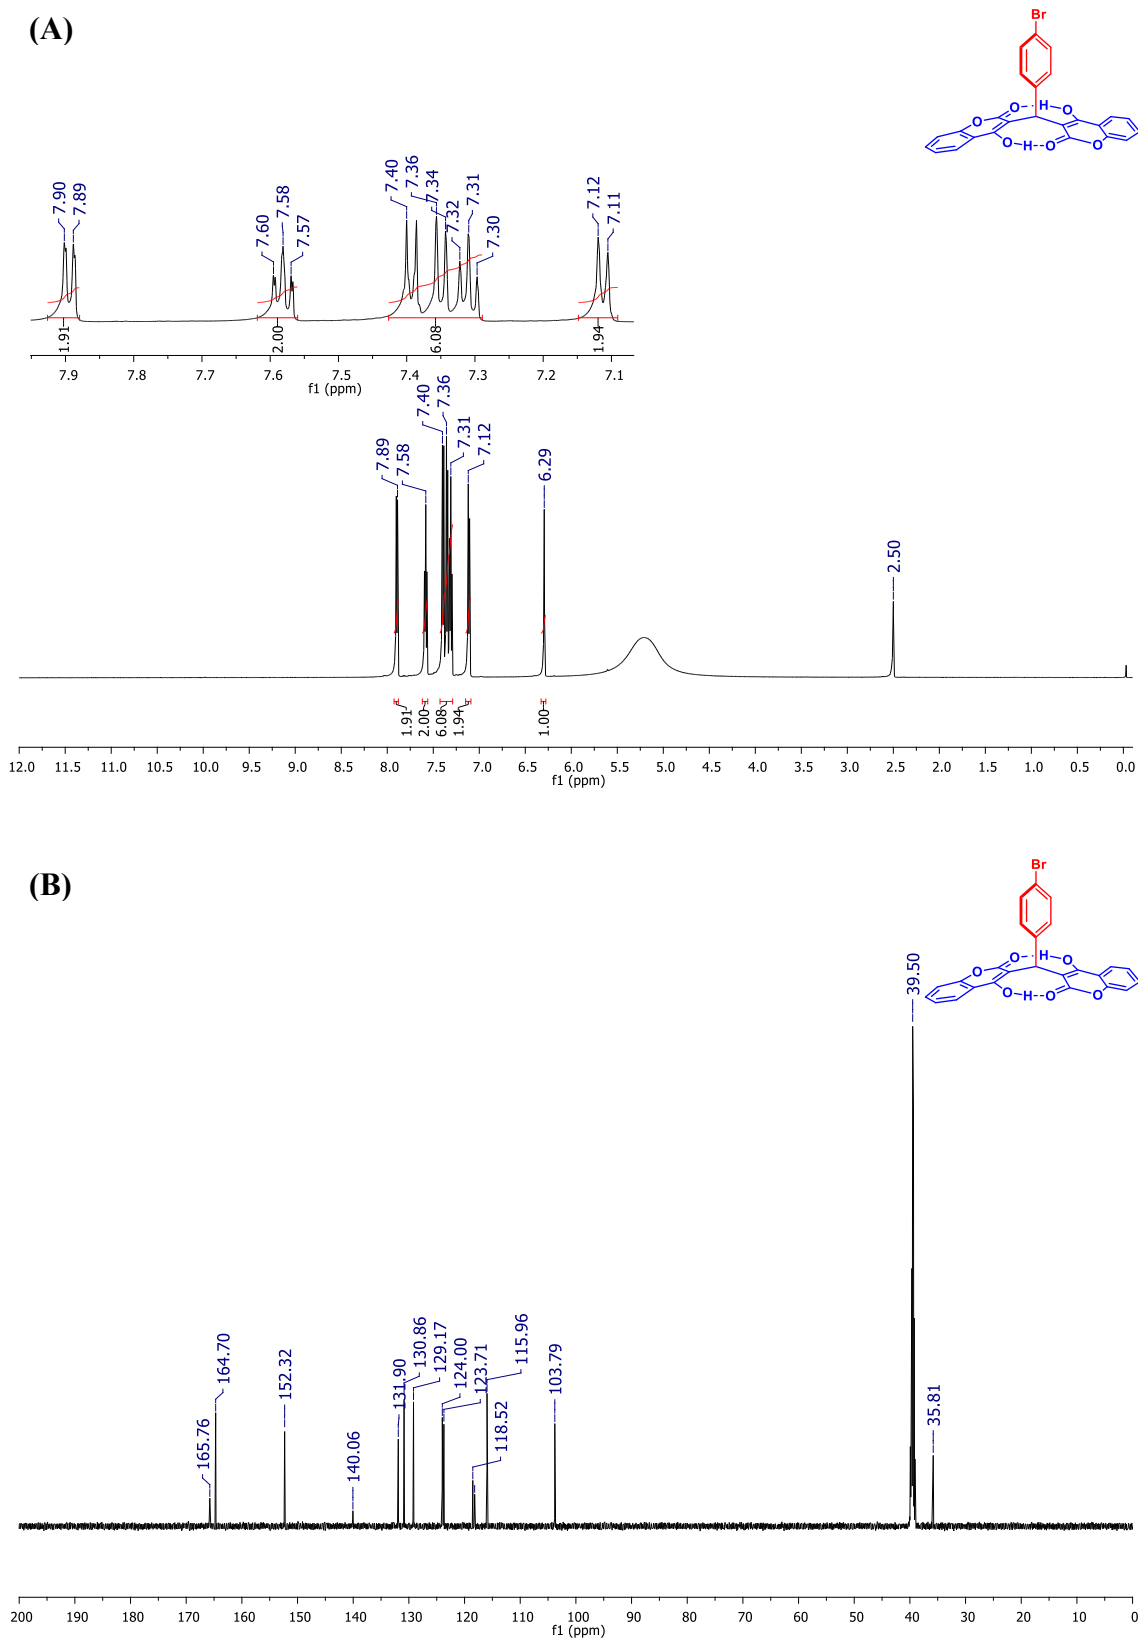 (A)
Br
O O H O
O H O O
7.90 7.89 7.60 7.58 7.57 7.40 7.36 7.34 7.32 7.31 7.30 7.12 7.11
1.91 2.00 6.08 1.94
7.9 7.8 7.7 7.6 7.5 7.4 7.3 7.2 7.1
f1 (ppm)
7.89 7.58 7.40 7.36 7.31 7.12 6.29 2.50
1.91 2.00 6.08 1.94 1.00
12.0 11.5 11.0 10.5 10.0 9.5 9.0 8.5 8.0 7.5 7.0 6.5 6.0 5.5 5.0 4.5 4.0 3.5 3.0 2.5 2.0 1.5 1.0 0.5 0.0
f1 (ppm)
(B)
Br
O O H O
O H O O
165.76 164.70 152.32 140.06 131.90 130.86 129.17 124.00 123.71 118.52 115.96 103.79 39.50 35.81
200 190 180 170 160 150 140 130 120 110 100 90 80 70 60 50 40 30 20 10 0
f1 (ppm)